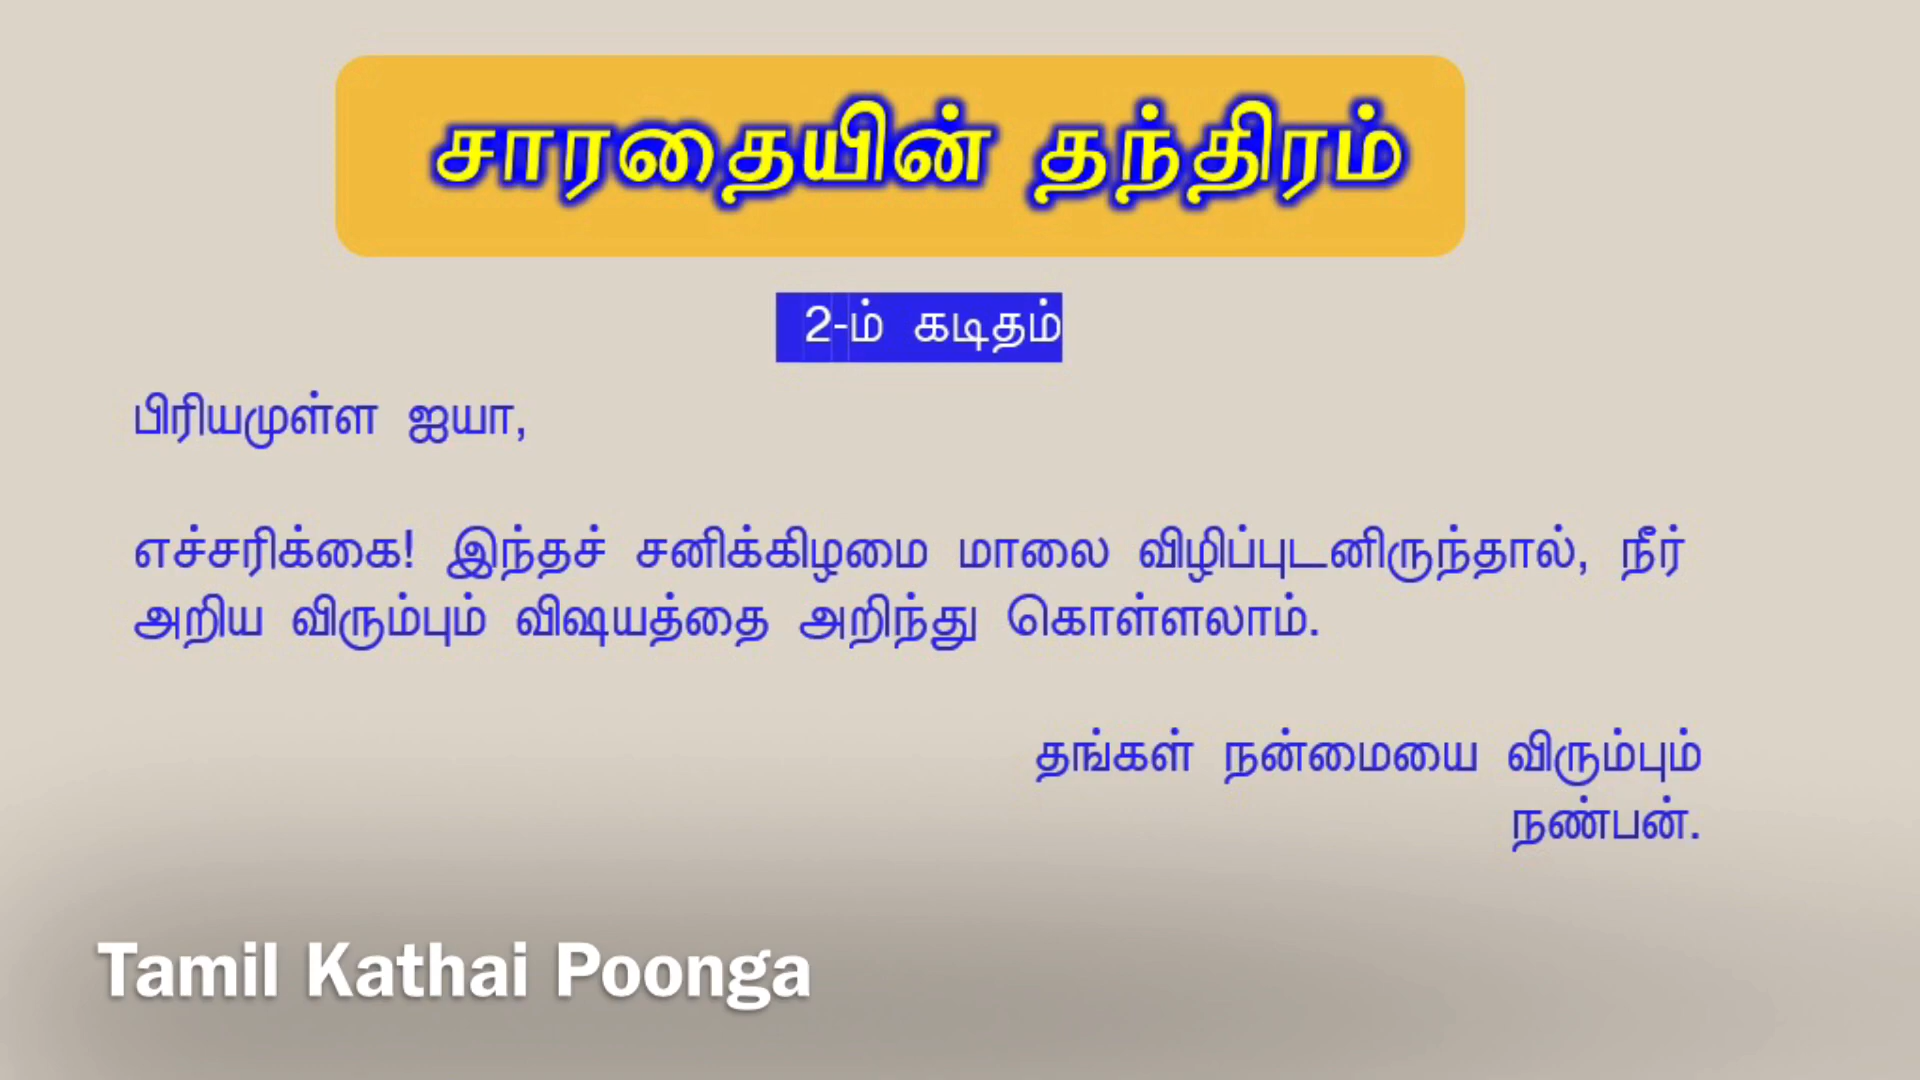 சாரதையின் தந்திரம்
2-ம் கடிதம்
பிரியமுள்ள ஐயா,
எச்சரிக்கை! இந்தச் சனிக்கிழமை மாலை விழிப்புடனிருந்தால், நீர்
அறிய விரும்பும் விஷயத்தை அறிந்து கொள்ளலாம்.
தங்கள் நன்மையை விரும்பும்
நண்பன்.
Tamil Kathai Poonga